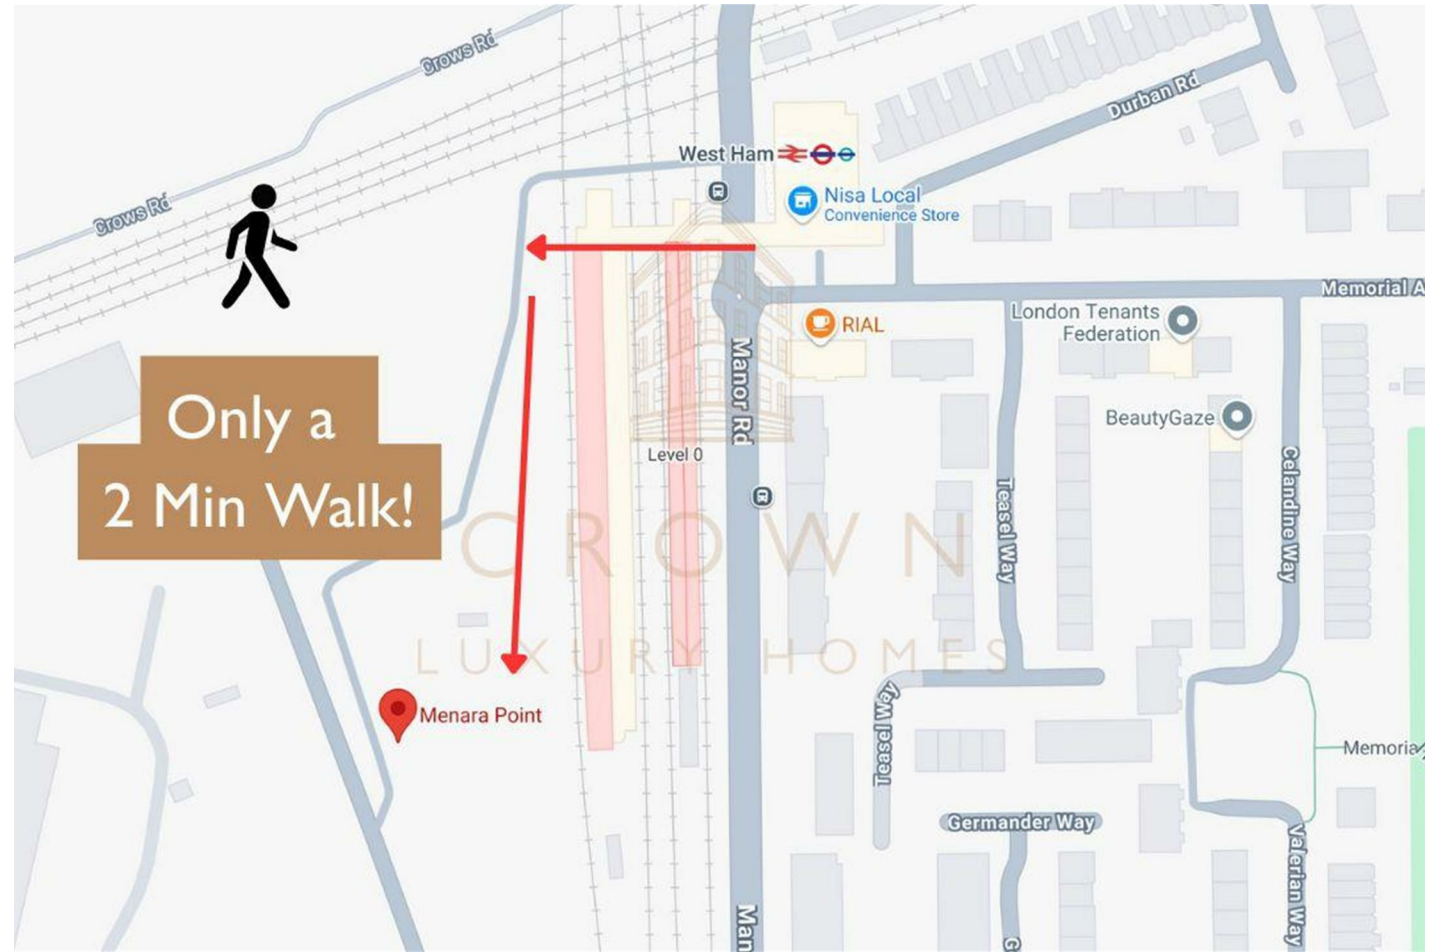 Crows Rd
Durban Rd
West Ham
Crows Rd
Nisa Local
Convenience Store
Memorial A
London Tenants
Federation
RIAL
Manor Rd
Only a
2 Min Walk!
BeautyGaze
Level 0
Teasel Way
Celandine Way
CROWN
LUXURY HOMES
Menara Point
Teasel Way
Memoria
Germander Way
Valerian Way
Man
G